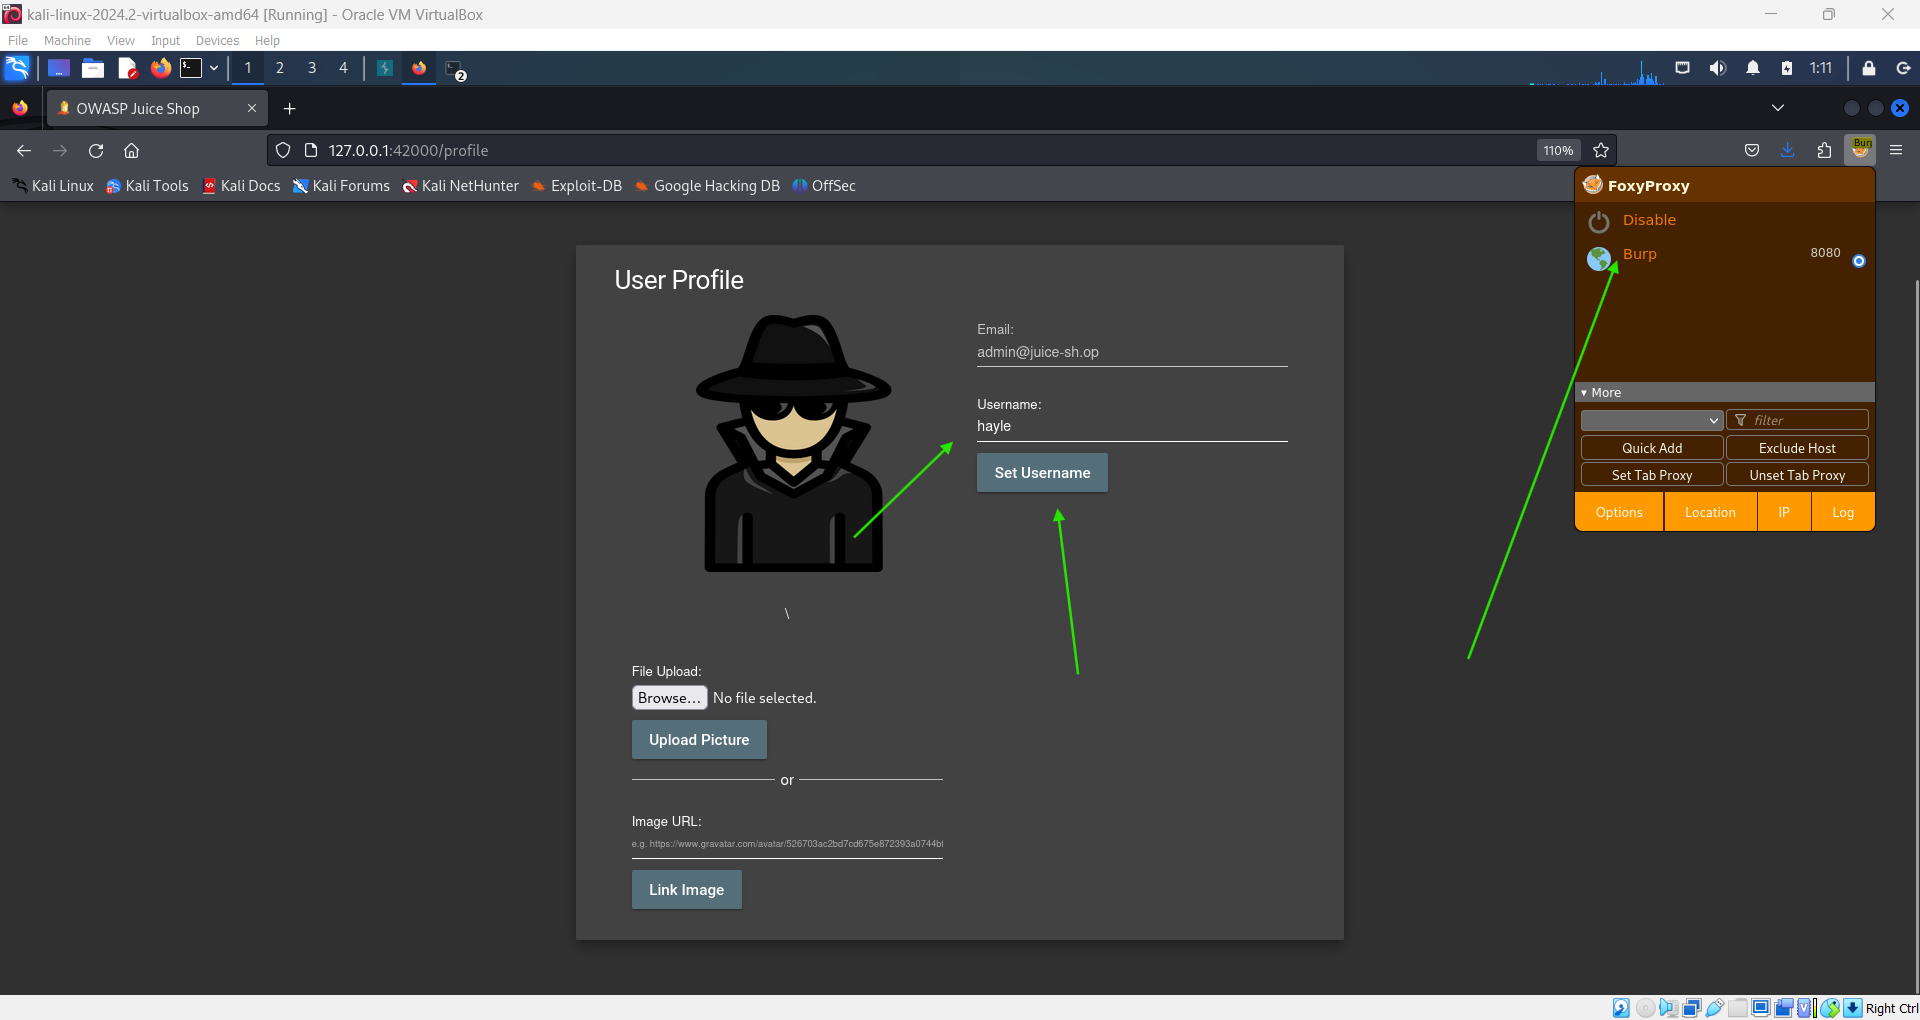 kali-linux-2024.2-virtualbox-amd64 [Running] - Oracle VM VirtualBox
File Machine View Input Devices Help
1 2 3 4 2 1:11
OWASP Juice Shop
127.0.0.1:42000/profile 110%
Kali Linux Kali Tools Kali Docs Kali Forums Kali NetHunter Exploit-DB Google Hacking DB OffSec
FoxyProxy
Disable
Burp 8080
More
filter
Quick Add Exclude Host
Set Tab Proxy Unset Tab Proxy
Options Location IP Log
User Profile
Email:
admin@juice-sh.op
Username:
hayle
Set Username
\
File Upload:
Browse... No file selected.
Upload Picture
or
Image URL:
e.g. https://www.gravatar.com/avatar/526703ac2bd7cd675e872393a0744bf
Link Image
Right Ctrl